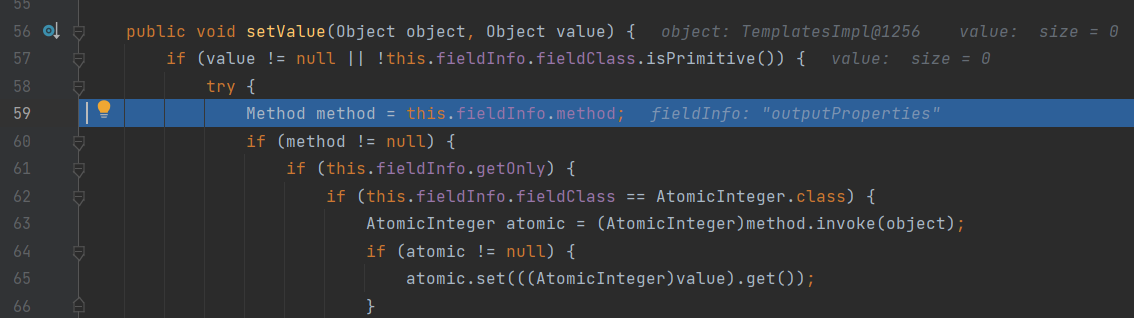 55
56 public void setValue(Object object, Object value) { object: TemplatesImpl@1256 value: size = 0
57 if (value != null || !this.fieldInfo.fieldClass.isPrimitive()) { value: size = 0
58 try {
59 Method method = this.fieldInfo.method; fieldInfo: "outputProperties"
60 if (method != null) {
61 if (this.fieldInfo.getOnly) {
62 if (this.fieldInfo.fieldClass == AtomicInteger.class) {
63 AtomicInteger atomic = (AtomicInteger)method.invoke(object);
64 if (atomic != null) {
65 atomic.set(((AtomicInteger)value).get());
66 }